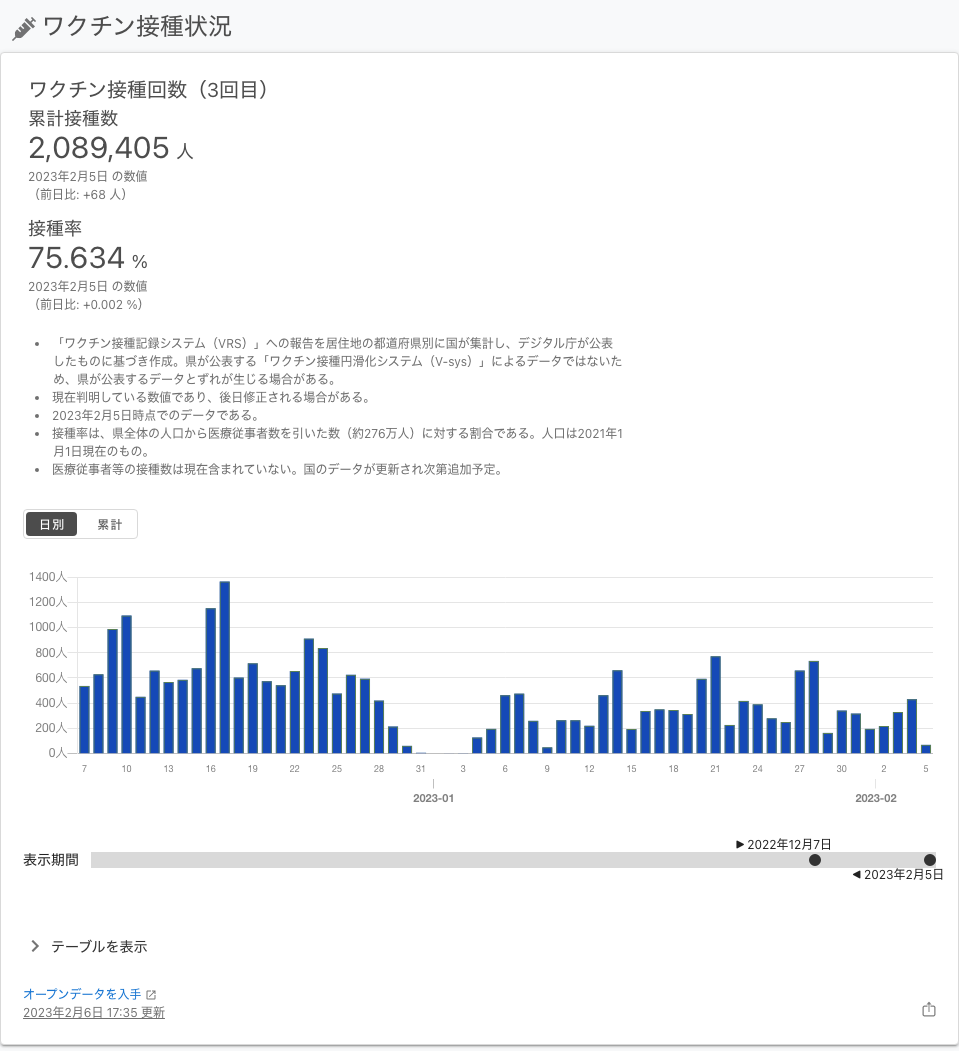 ワクチン接種状況
ワクチン接種回数（3回目）
累計接種数
2,089,405 人
2023年2月5日 の数値
（前日比: +68 人）
接種率
75.634 %
2023年2月5日 の数値
（前日比: +0.002 %）
• 「ワクチン接種記録システム（VRS）」への報告を居住地の都道府県別に国が集計し、デジタル庁が公表
したものに基づき作成。県が公表する「ワクチン接種円滑化システム（V-sys）」によるデータではないた
め、県が公表するデータとずれが生じる場合がある。
• 現在判明している数値であり、後日修正される場合がある。
• 2023年2月5日時点でのデータである。
• 接種率は、県全体の人口から医療従事者数を引いた数（約276万人）に対する割合である。人口は2021年1
月1日現在のもの。
• 医療従事者等の接種数は現在含まれていない。国のデータが更新され次第追加予定。
日別 累計
1400人
1200人
1000人
800人
600人
400人
200人
0人
7 10 13 16 19 22 25 28 31 3 6 9 12 15 18 21 24 27 30 2 5
2023-01 2023-02
▶ 2022年12月7日
表示期間
◀ 2023年2月5日
テーブルを表示
オープンデータを入手
2023年2月6日 17:35 更新